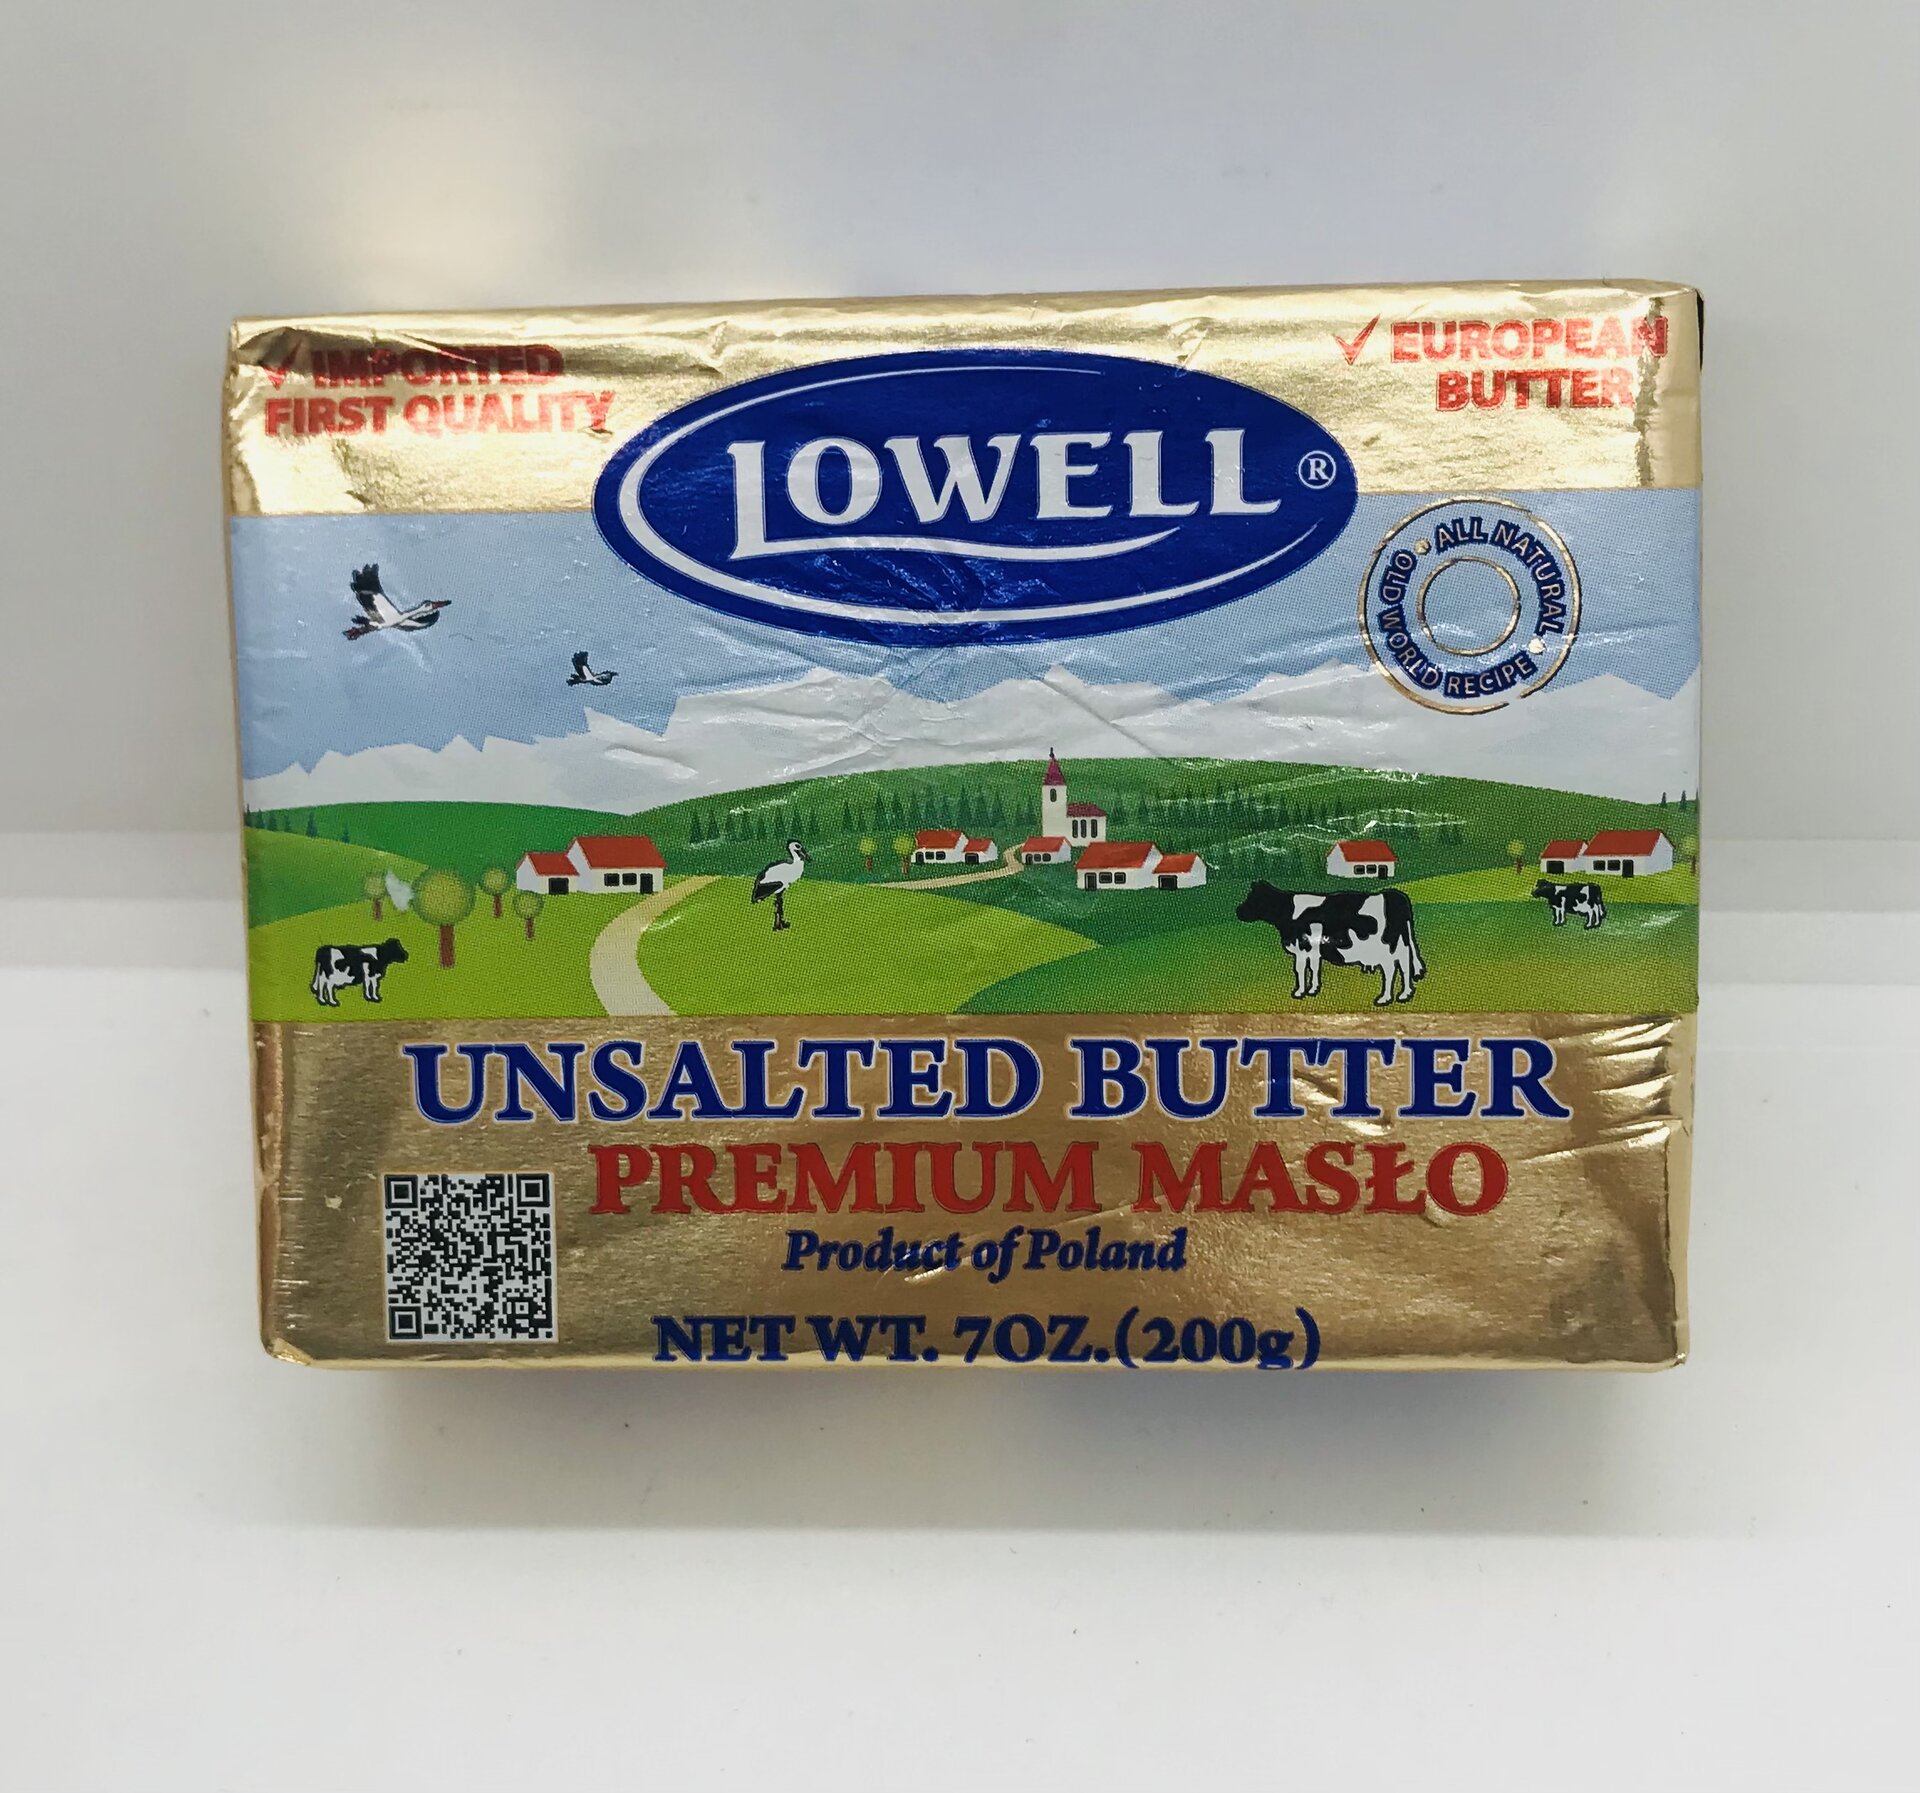 ✓ IMPORTED
FIRST QUALITY
✓ EUROPEAN
BUTTER
LOWELL®
ALL NATURAL •
OLD WORLD RECIPE •
UNSALTED BUTTER
PREMIUM MASŁO
Product of Poland
NET WT. 7OZ.(200g)